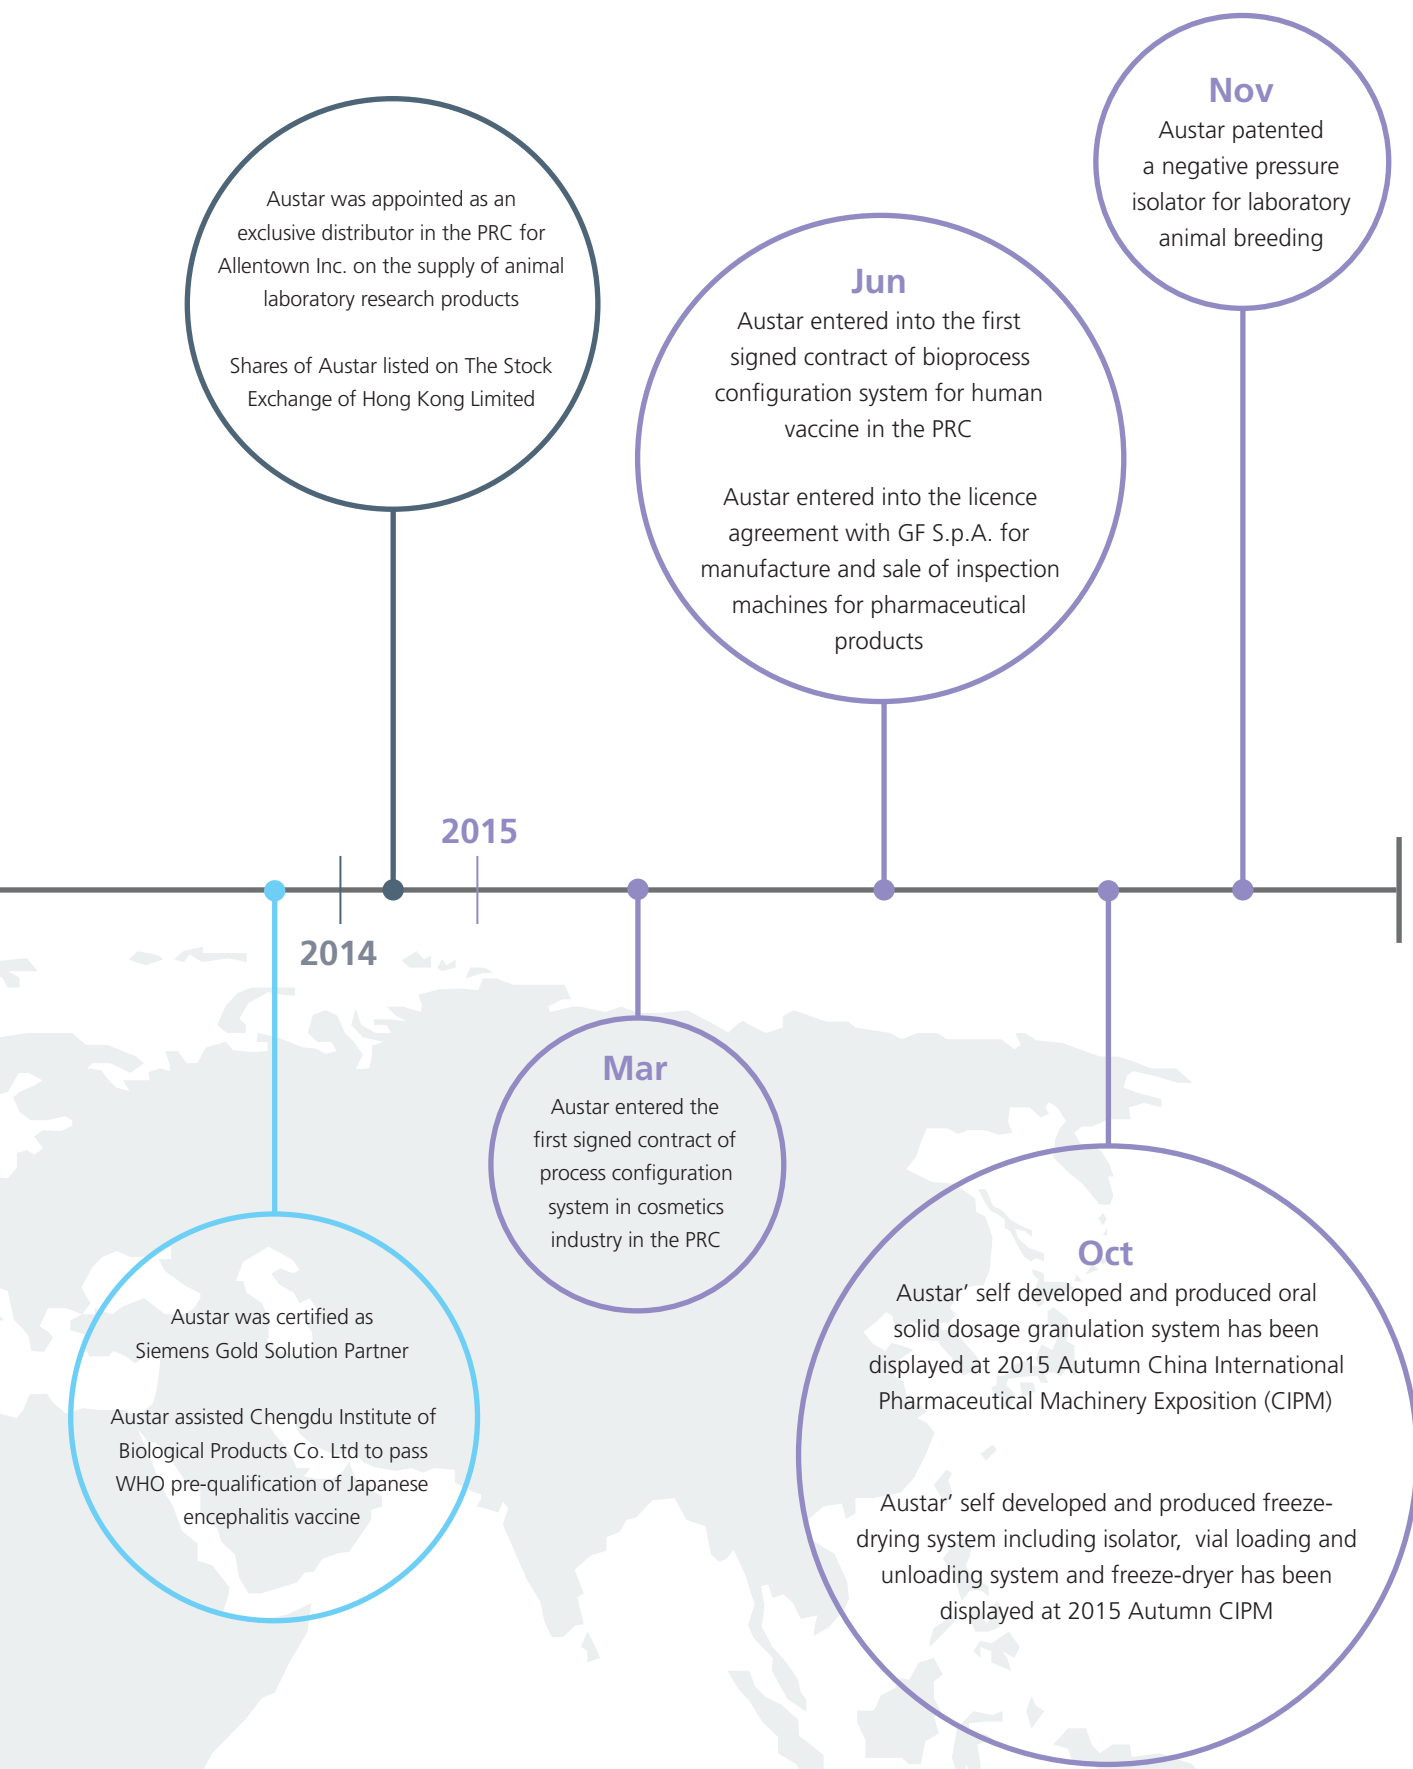 Austar was appointed as an
exclusive distributor in the PRC for
Allentown Inc. on the supply of animal
laboratory research products
Shares of Austar listed on The Stock
Exchange of Hong Kong Limited
Nov
Austar patented
a negative pressure
isolator for laboratory
animal breeding
Jun
Austar entered into the first
signed contract of bioprocess
configuration system for human
vaccine in the PRC
Austar entered into the licence
agreement with GF S.p.A. for
manufacture and sale of inspection
machines for pharmaceutical
products
2015
2014
Mar
Austar entered the
first signed contract of
process configuration
system in cosmetics
industry in the PRC
Austar was certified as
Siemens Gold Solution Partner
Austar assisted Chengdu Institute of
Biological Products Co. Ltd to pass
WHO pre-qualification of Japanese
encephalitis vaccine
Oct
Austar’ self developed and produced oral
solid dosage granulation system has been
displayed at 2015 Autumn China International
Pharmaceutical Machinery Exposition (CIPM)
Austar’ self developed and produced freeze-
drying system including isolator,  vial loading and
unloading system and freeze-dryer has been
displayed at 2015 Autumn CIPM